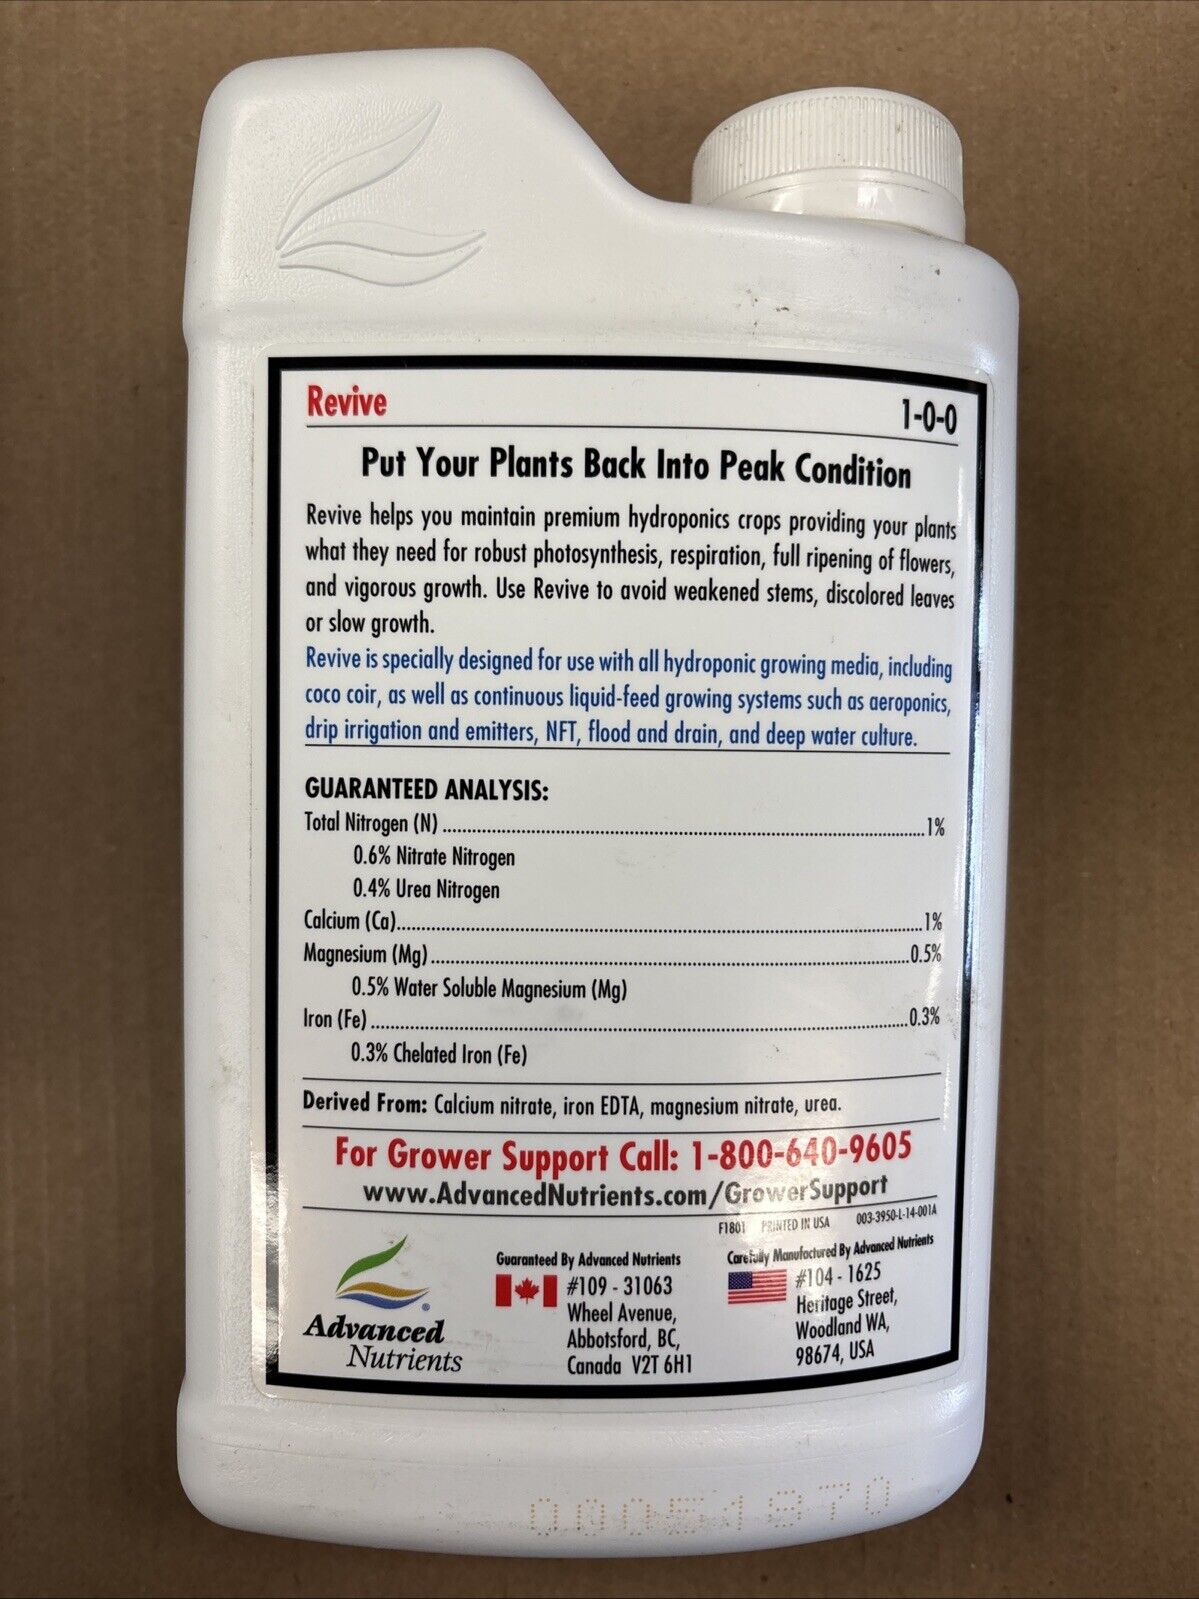 Revive 1-0-0
Put Your Plants Back Into Peak Condition
Revive helps you maintain premium hydroponics crops providing your plants
what they need for robust photosynthesis, respiration, full ripening of flowers,
and vigorous growth. Use Revive to avoid weakened stems, discolored leaves
or slow growth.
Revive is specially designed for use with all hydroponic growing media, including
coco coir, as well as continuous liquid-feed growing systems such as aeroponics,
drip irrigation and emitters, NFT, flood and drain, and deep water culture.
GUARANTEED ANALYSIS:
Total Nitrogen (N) 1%
0.6% Nitrate Nitrogen
0.4% Urea Nitrogen
Calcium (Ca) 1%
Magnesium (Mg) 0.5%
0.5% Water Soluble Magnesium (Mg)
Iron (Fe) 0.3%
0.3% Chelated Iron (Fe)
Derived From: Calcium nitrate, iron EDTA, magnesium nitrate, urea.
For Grower Support Call: 1-800-640-9605
www.AdvancedNutrients.com/GrowerSupport
F1801 PRINTED IN USA 003-3950-L-14-001A
Advanced
Nutrients
®
Guaranteed By Advanced Nutrients
#109 - 31063
Wheel Avenue,
Abbotsford, BC,
Canada V2T 6H1
Carefully Manufactured By Advanced Nutrients
#104 - 1625
Heritage Street,
Woodland WA,
98674, USA
00051870